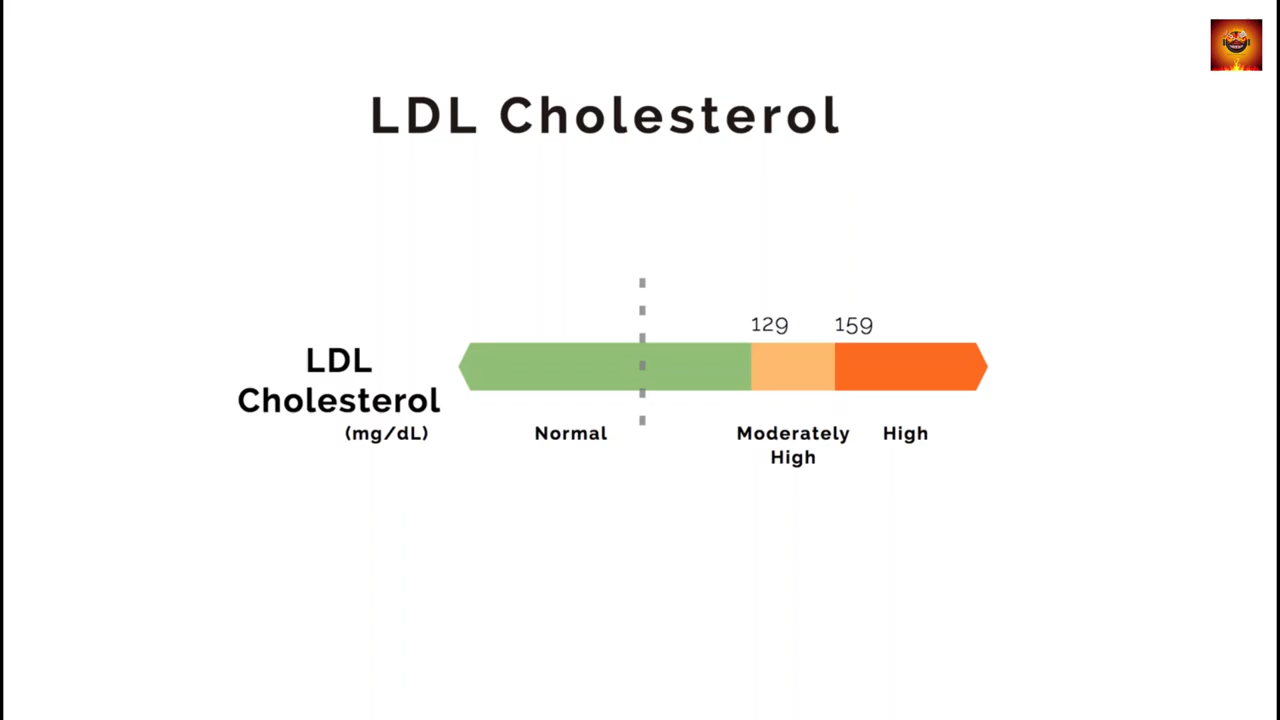 LDL Cholesterol
129 159
LDL
Cholesterol
(mg/dL)
Normal
Moderately
High
High